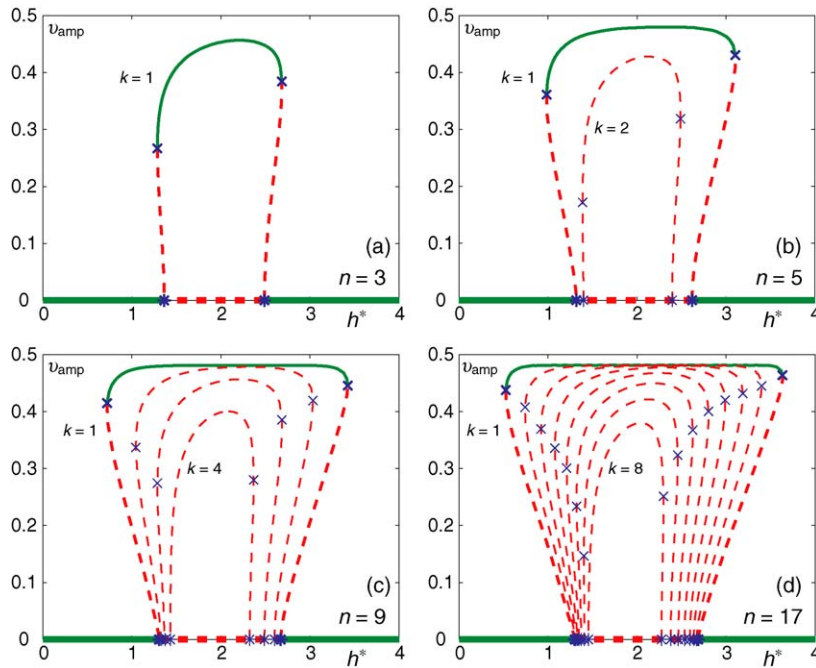 0.5
υamp
0.4
k = 1
0.3
0.2
0.1
(a)
n = 3
0
0 1 2 3 h* 4
0.5
υamp
0.4
k = 1
k = 2
0.3
0.2
0.1
(b)
n = 5
0
0 1 2 3 h* 4
0.5
υamp
0.4
k = 1
0.3
k = 4
0.2
0.1
(c)
n = 9
0
0 1 2 3 h* 4
0.5
υamp
0.4
k = 1
0.3
k = 8
0.2
0.1
(d)
n = 17
0
0 1 2 3 h* 4